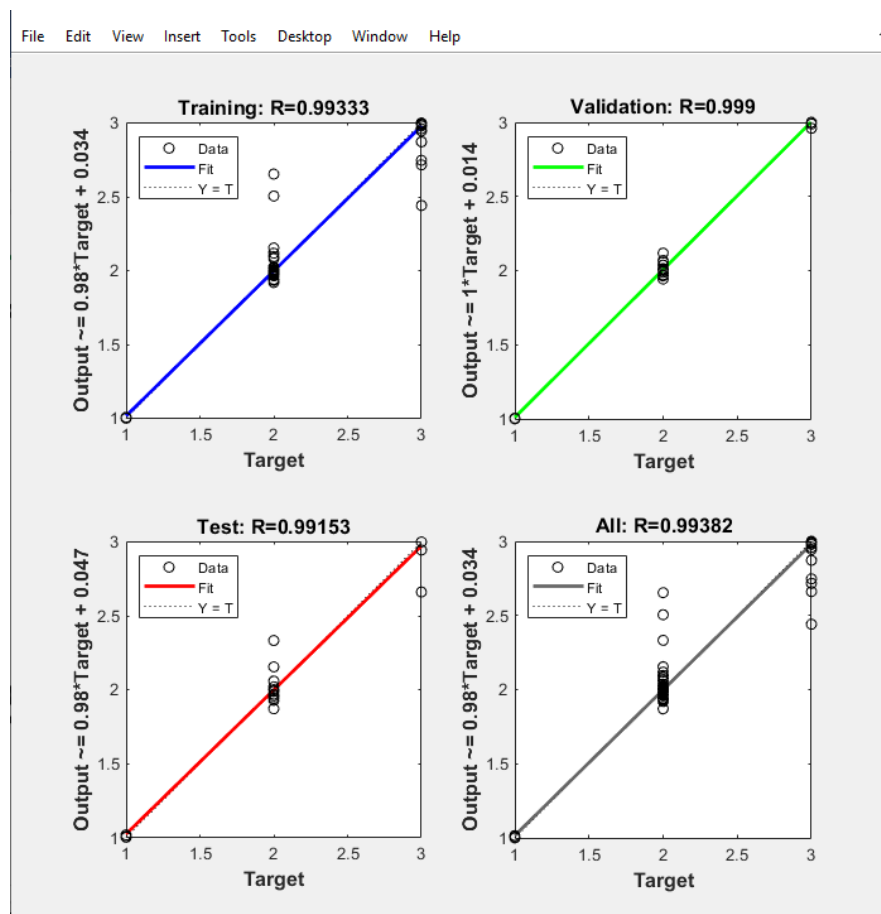 File Edit View Insert Tools Desktop Window Help
Training: R=0.99333
Output ~= 0.98*Target + 0.034
3
2.5
2
1.5
1
Data
Fit
Y = T
1 1.5 2 2.5 3
Target
Validation: R=0.999
Output ~= 1*Target + 0.014
3
2.5
2
1.5
1
Data
Fit
Y = T
1 1.5 2 2.5 3
Target
Test: R=0.99153
Output ~= 0.98*Target + 0.047
3
2.5
2
1.5
1
Data
Fit
Y = T
1 1.5 2 2.5 3
Target
All: R=0.99382
Output ~= 0.98*Target + 0.034
3
2.5
2
1.5
1
Data
Fit
Y = T
1 1.5 2 2.5 3
Target